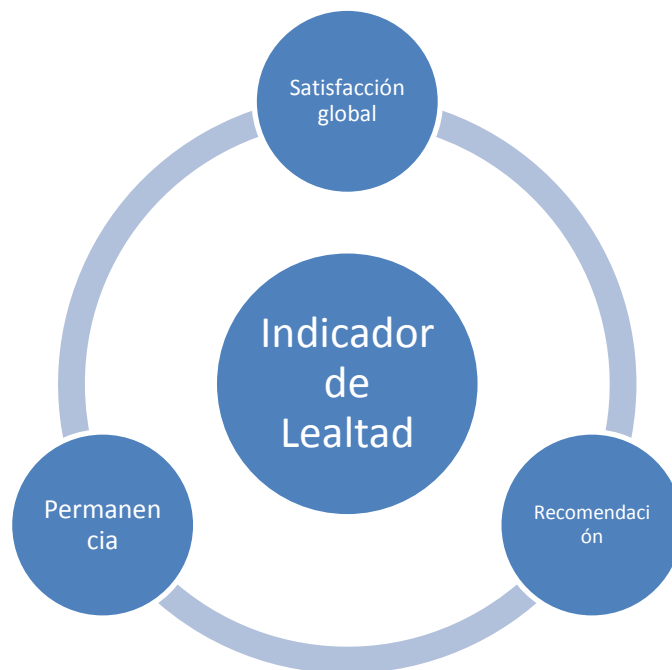 Satisfacción
global
Indicador
de
Lealtad
Permanen
cia
Recomendaci
ón